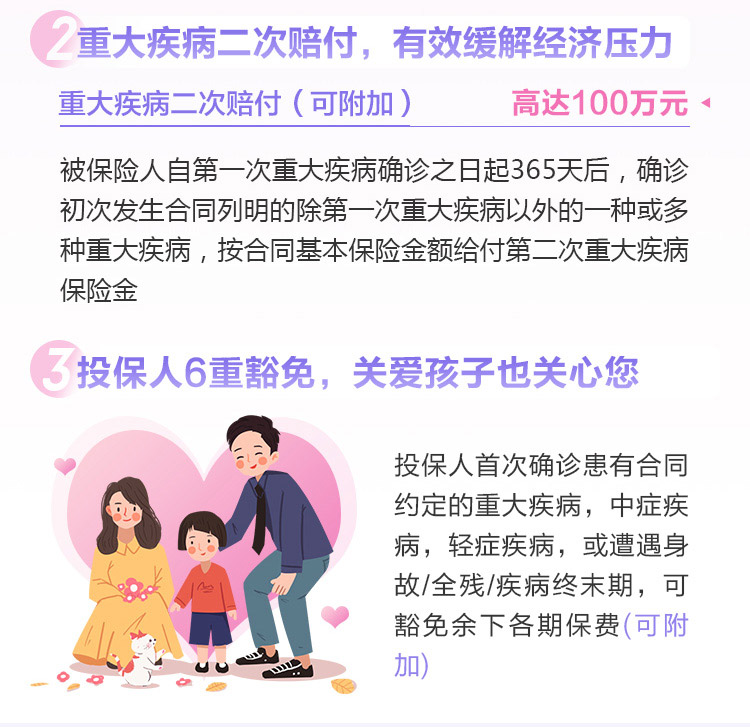 2 重大疾病二次赔付，有效缓解经济压力
重大疾病二次赔付（可附加） 高达100万元
被保险人自第一次重大疾病确诊之日起365天后，确诊
初次发生合同列明的除第一次重大疾病以外的一种或多
种重大疾病，按合同基本保险金额给付第二次重大疾病
保险金
3 投保人6重豁免，关爱孩子也关心您
投保人首次确诊患有合同
约定的重大疾病，中症疾
病，轻症疾病，或遭遇身
故/全残/疾病终末期，可
豁免余下各期保费(可附
加)